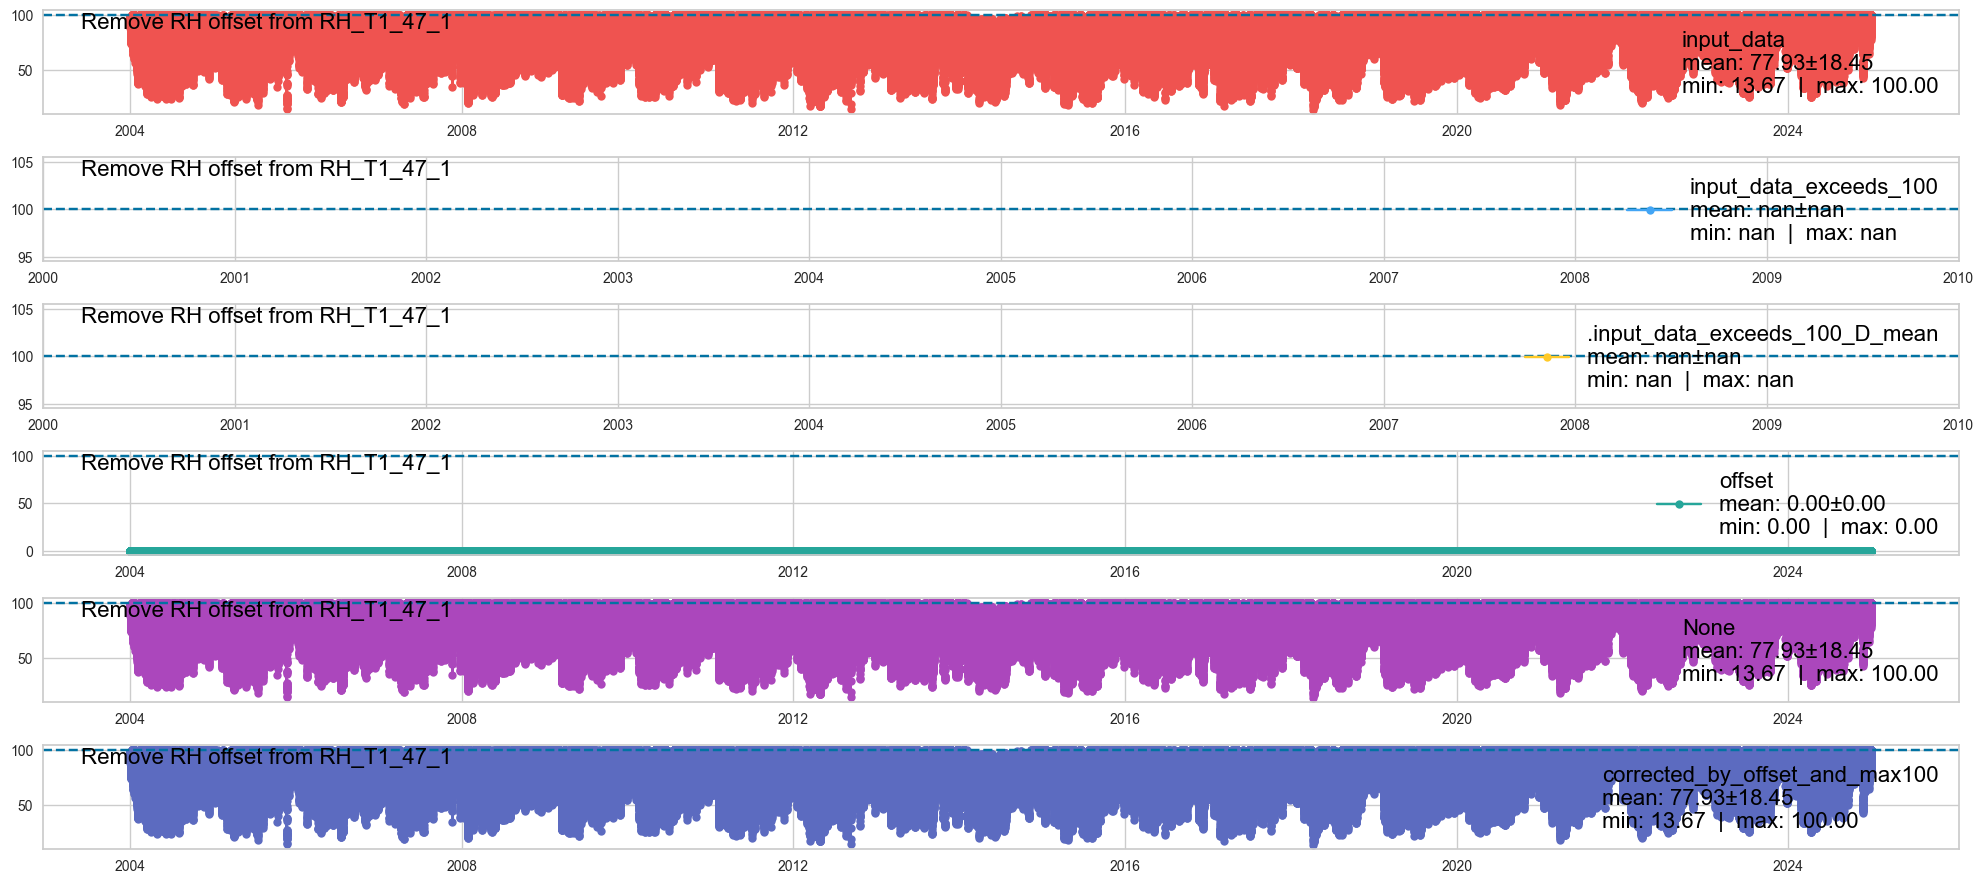 Remove RH offset from RH_T1_47_1
100
50
input_data
mean: 77.93±18.45
min: 13.67 | max: 100.00
2004 2008 2012 2016 2020 2024
Remove RH offset from RH_T1_47_1
105
100
95
input_data_exceeds_100
mean: nan±nan
min: nan | max: nan
2000 2001 2002 2003 2004 2005 2006 2007 2008 2009 2010
Remove RH offset from RH_T1_47_1
105
100
95
.input_data_exceeds_100_D_mean
mean: nan±nan
min: nan | max: nan
2000 2001 2002 2003 2004 2005 2006 2007 2008 2009 2010
Remove RH offset from RH_T1_47_1
100
50
0
offset
mean: 0.00±0.00
min: 0.00 | max: 0.00
2004 2008 2012 2016 2020 2024
Remove RH offset from RH_T1_47_1
100
50
None
mean: 77.93±18.45
min: 13.67 | max: 100.00
2004 2008 2012 2016 2020 2024
Remove RH offset from RH_T1_47_1
100
50
corrected_by_offset_and_max100
mean: 77.93±18.45
min: 13.67 | max: 100.00
2004 2008 2012 2016 2020 2024